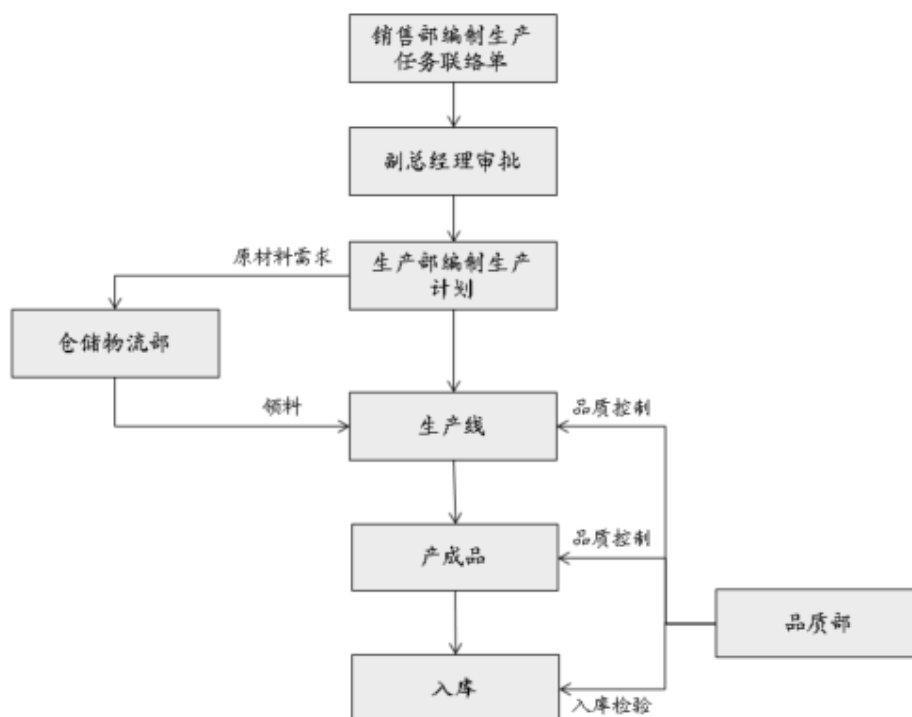 销售部编制生产
任务联络单
副总经理审批
原材料需求
生产部编制生产
计划
仓储物流部
领料
生产线
品质控制
产成品
品质控制
品质部
入库
入库检验